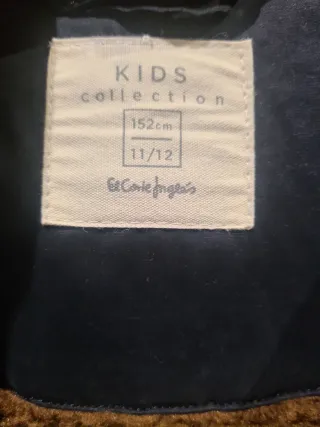 KIDS
collection
152cm
11/12
El Corte Inglés